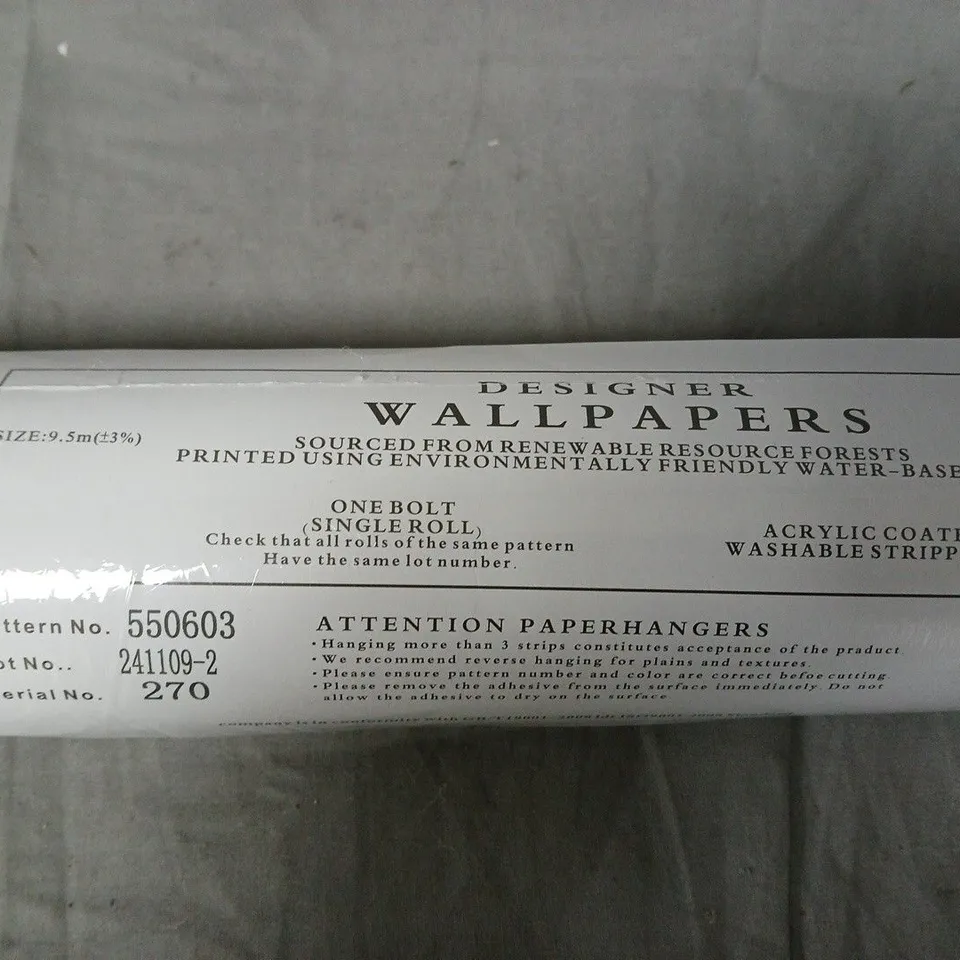 DESIGNER
WALLPAPERS
SIZE:9.5m(±3%)
SOURCED FROM RENEWABLE RESOURCE FORESTS
PRINTED USING ENVIRONMENTALLY FRIENDLY WATER-BASE
ONE BOLT
(SINGLE ROLL)
Check that all rolls of the same pattern
Have the same lot number.
ACRYLIC COATE
WASHABLE STRIPP
ttern No. 550603
ot No.. 241109-2
erial No. 270
ATTENTION PAPERHANGERS
·Hanging more than 3 strips constitutes acceptance of the product.
·We recommend reverse hanging for plains and textures.
·Please ensure pattern number and color are correct befoe cutting.
·Please remove the adhesive from the surface immediately. Do not
allow the adhesive to dry on the surface.
company is in conformity with